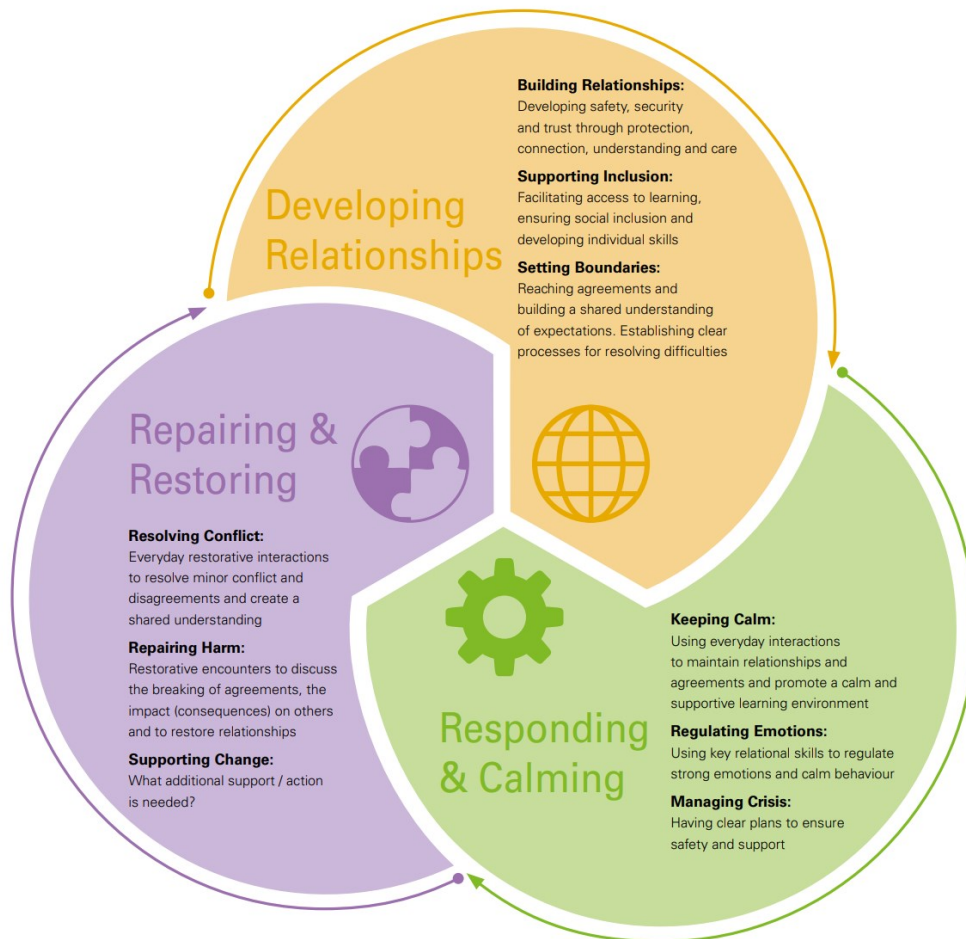 Developing
Relationships
Building Relationships:
Developing safety, security
and trust through protection,
connection, understanding and care
Supporting Inclusion:
Facilitating access to learning,
ensuring social inclusion and
developing individual skills
Setting Boundaries:
Reaching agreements and
building a shared understanding
of expectations. Establishing clear
processes for resolving difficulties
Repairing &
Restoring
Resolving Conflict:
Everyday restorative interactions
to resolve minor conflict and
disagreements and create a
shared understanding
Repairing Harm:
Restorative encounters to discuss
the breaking of agreements, the
impact (consequences) on others
and to restore relationships
Supporting Change:
What additional support / action
is needed?
Responding
& Calming
Keeping Calm:
Using everyday interactions
to maintain relationships and
agreements and promote a calm and
supportive learning environment
Regulating Emotions:
Using key relational skills to regulate
strong emotions and calm behaviour
Managing Crisis:
Having clear plans to ensure
safety and support